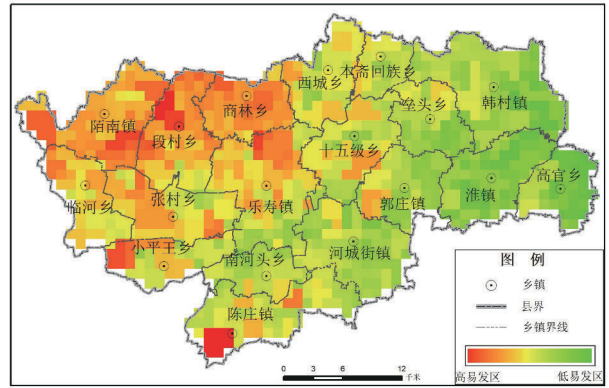 西城乡
本斋回族乡
韩村镇
商林乡
陌南镇
段村乡
垒头乡
十五级乡
高官乡
淮镇
郭庄镇
临河乡
张村乡
乐寿镇
小平王乡
南河头乡
河城街镇
陈庄镇
图 例
乡镇
县界
乡镇界线
高易发区 低易发区
0 3 6 12
千米